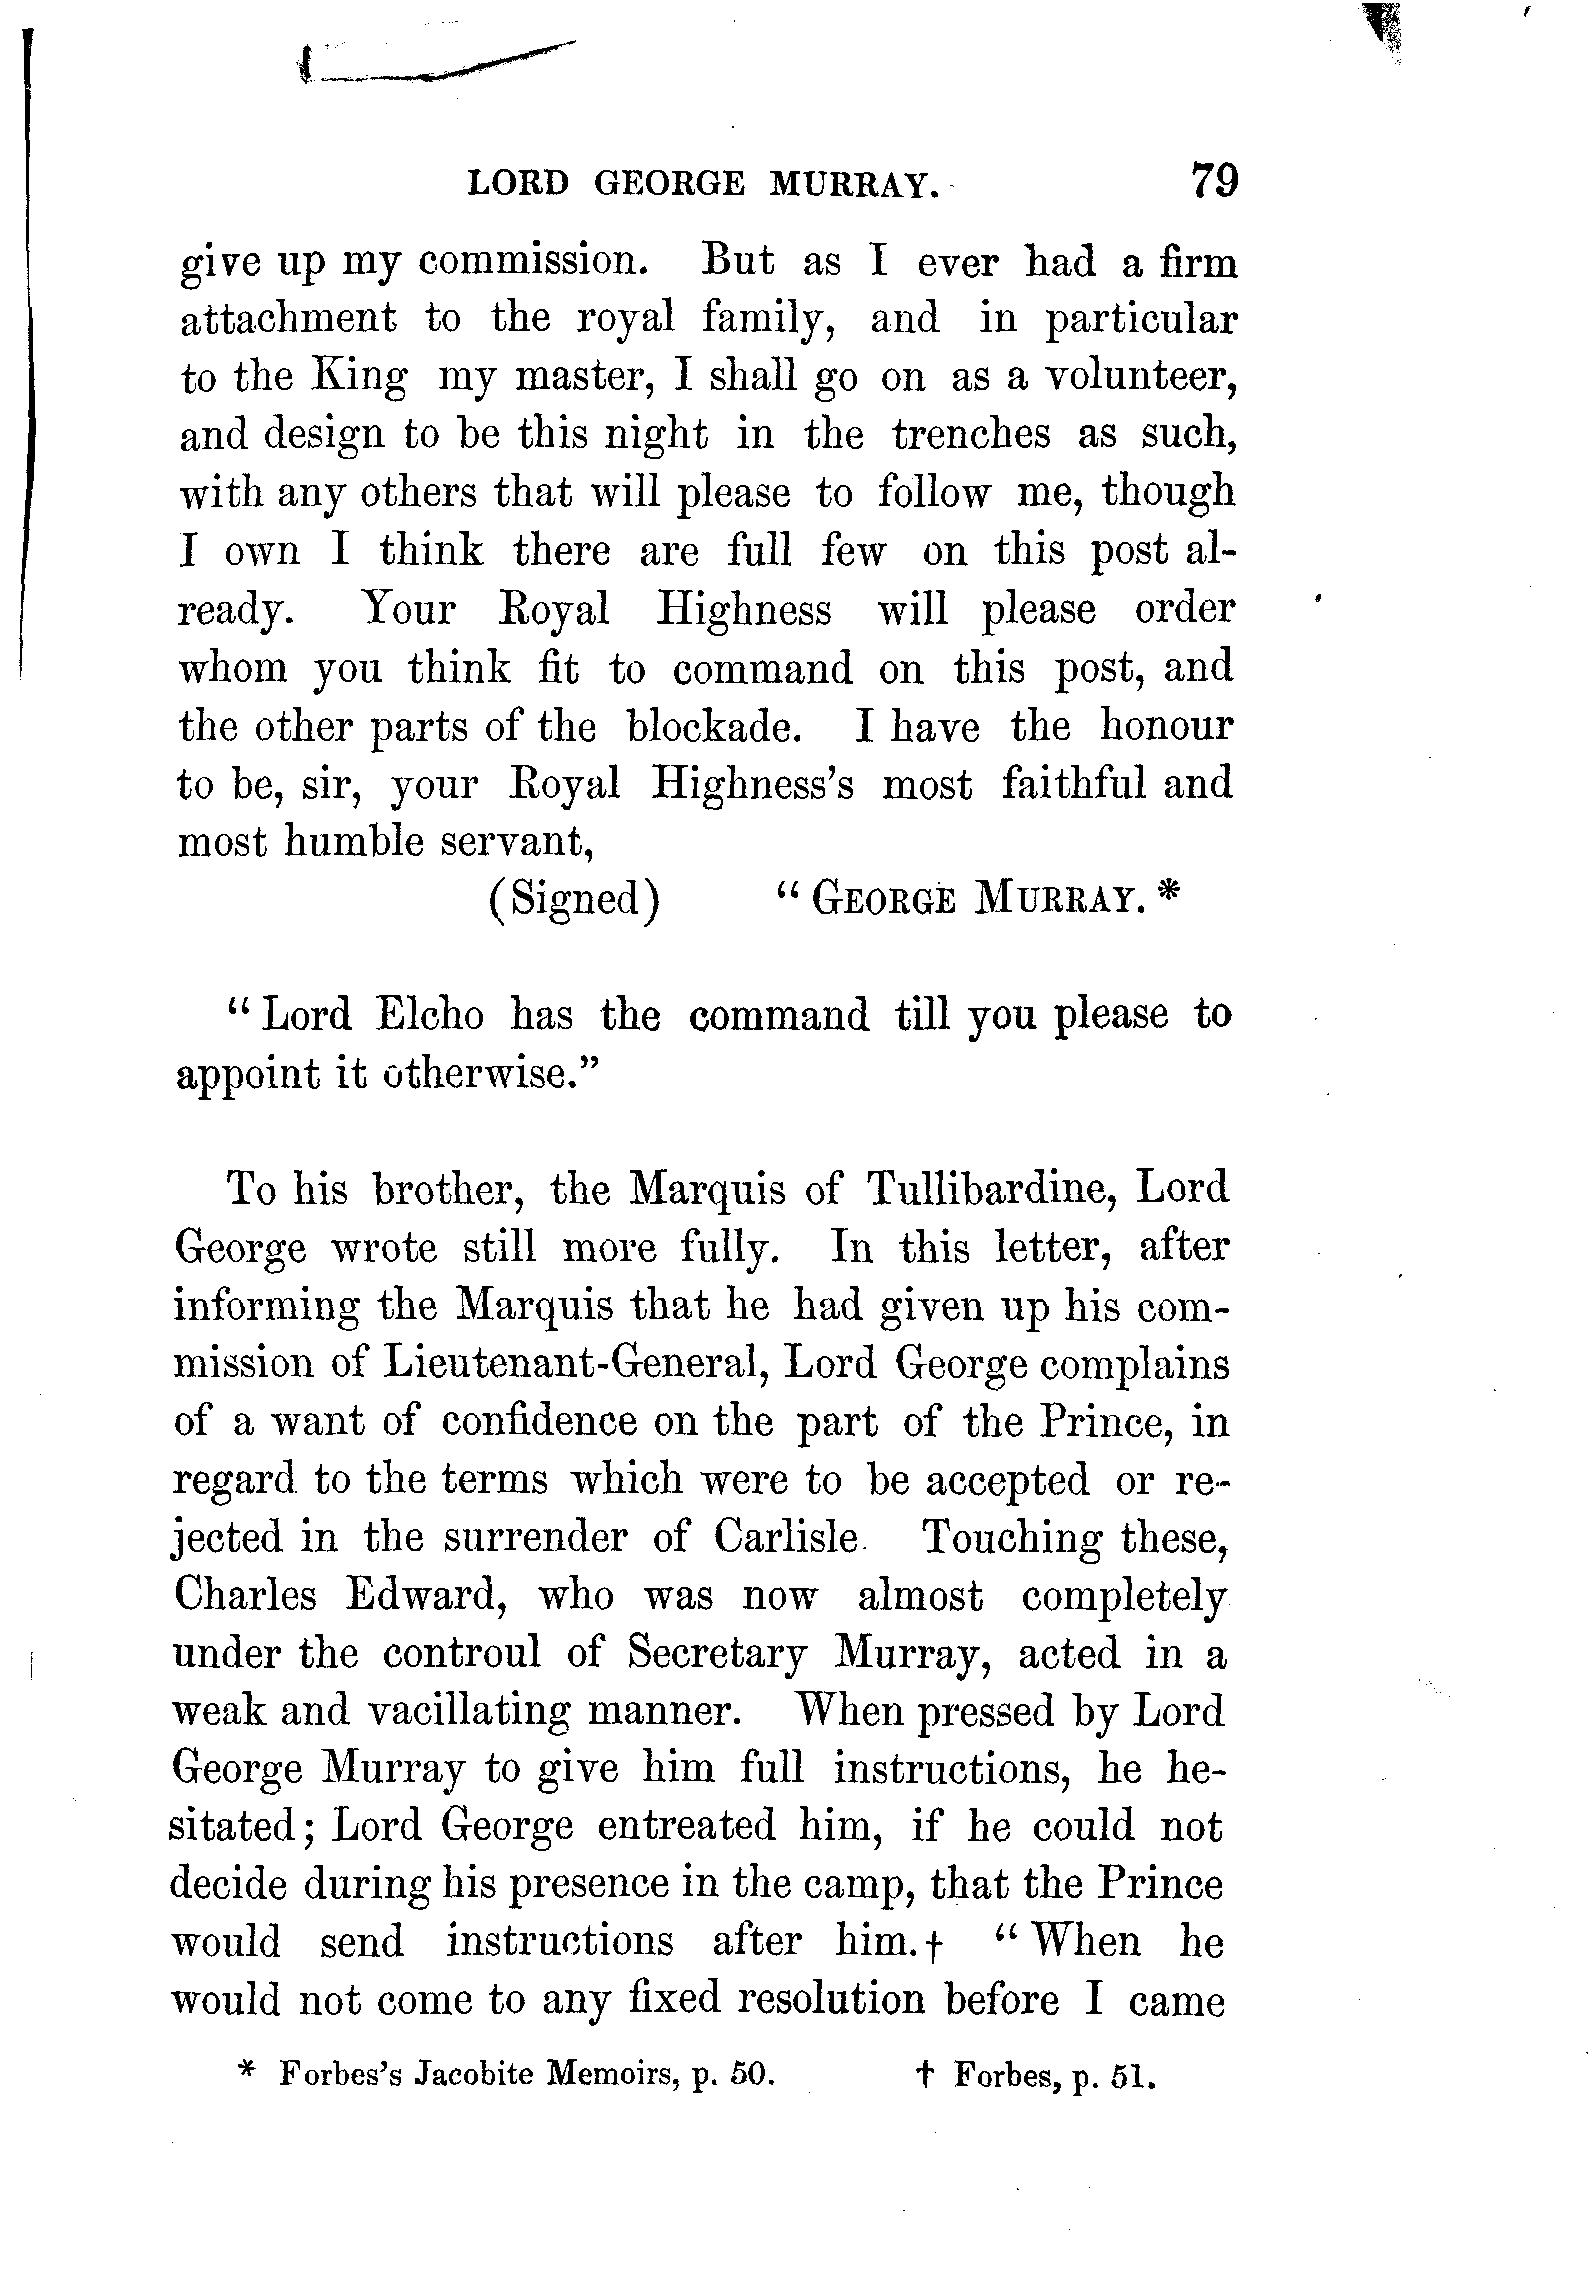 LORD GEORGE MURRAY. 79
give up my commission. But as I ever had a firm
attachment to the royal family, and in particular
to the King my master, I shall go on as a volunteer,
and design to be this night in the trenches as such,
with any others that will please to follow me, though
I own I think there are full few on this post al-
ready. Your Royal Highness will please order
whom you think fit to command on this post, and
the other parts of the blockade. I have the honour
to be, sir, your Royal Highness's most faithful and
most humble servant,
(Signed) "GEORGE MURRAY.*
"Lord Elcho has the command till you please to
appoint it otherwise."
To his brother, the Marquis of Tullibardine, Lord
George wrote still more fully. In this letter, after
informing the Marquis that he had given up his com-
mission of Lieutenant-General, Lord George complains
of a want of confidence on the part of the Prince, in
regard to the terms which were to be accepted or re-
jected in the surrender of Carlisle. Touching these,
Charles Edward, who was now almost completely
under the controul of Secretary Murray, acted in a
weak and vacillating manner. When pressed by Lord
George Murray to give him full instructions, he he-
sitated; Lord George entreated him, if he could not
decide during his presence in the camp, that the Prince
would send instructions after him.† "When he
would not come to any fixed resolution before I came
* Forbes's Jacobite Memoirs, p. 50. † Forbes, p. 51.